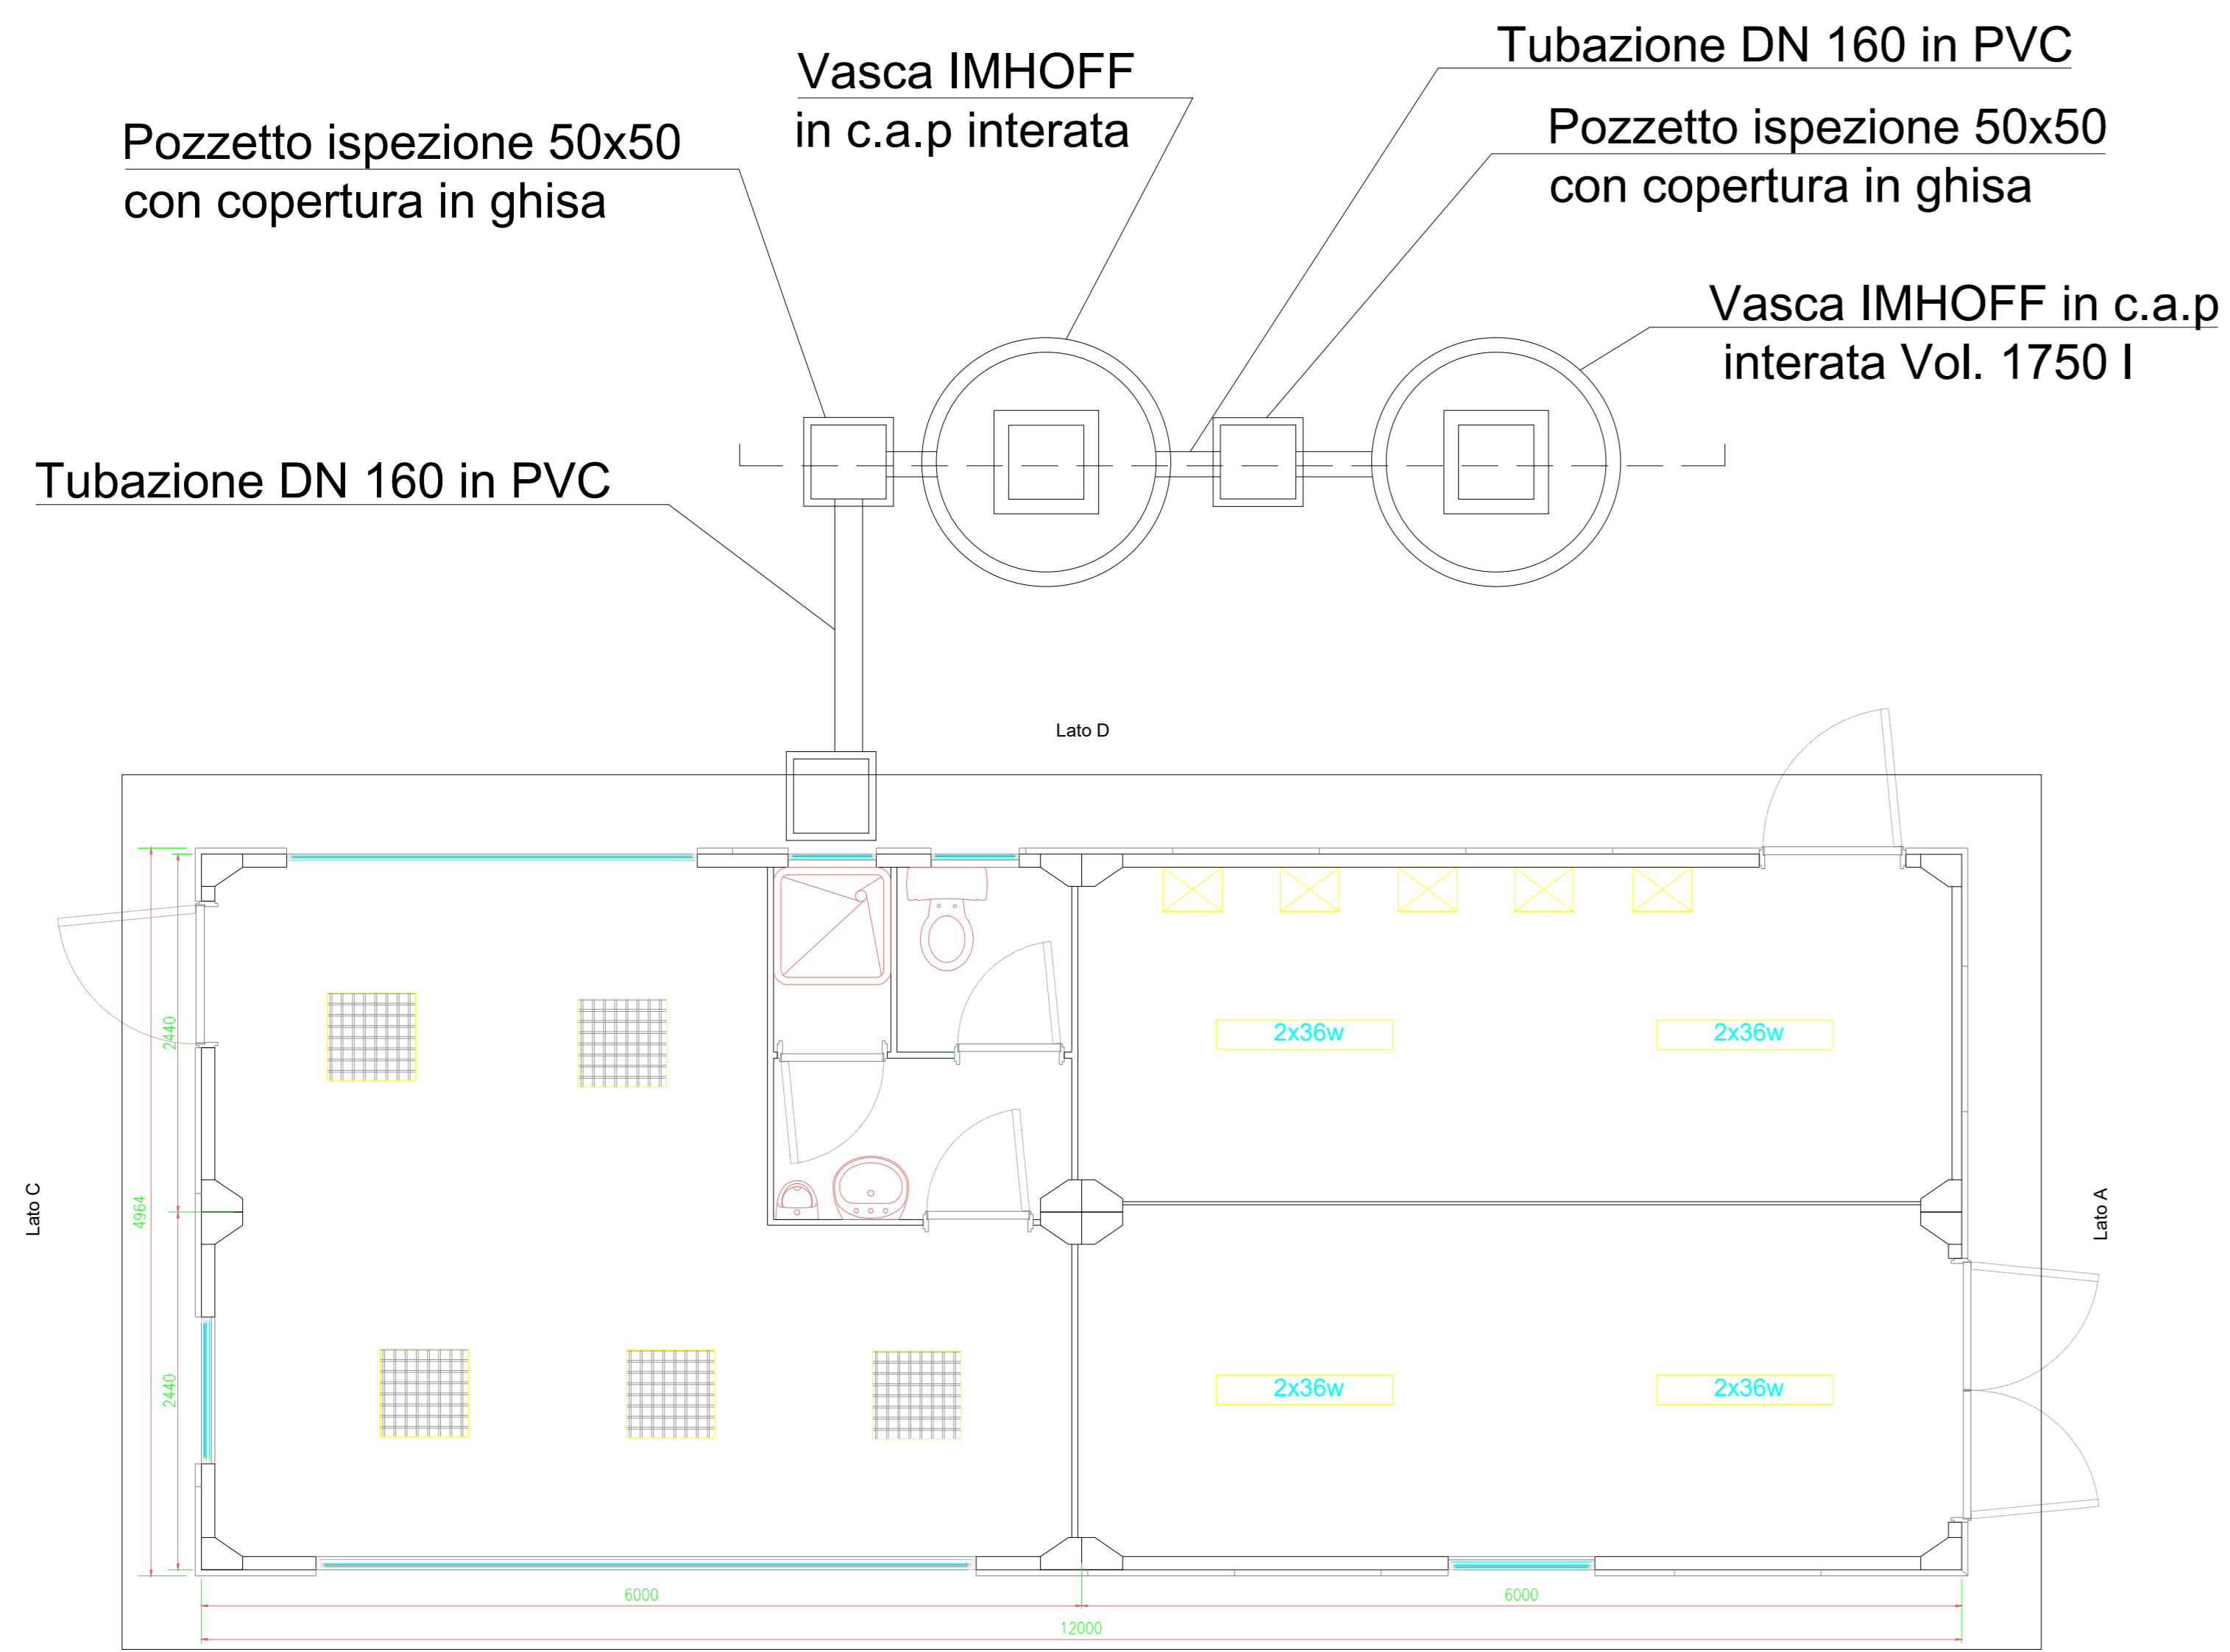 Tubazione DN 160 in PVC
Vasca IMHOFF
in c.a.p interata
Pozzetto ispezione 50x50
con copertura in ghisa
Pozzetto ispezione 50x50
con copertura in ghisa
Vasca IMHOFF in c.a.p
interata Vol. 1750 l
Tubazione DN 160 in PVC
Lato D
2440
2x36w
2x36w
Lato C
4964
Lato A
2440
2x36w
2x36w
6000
6000
12000